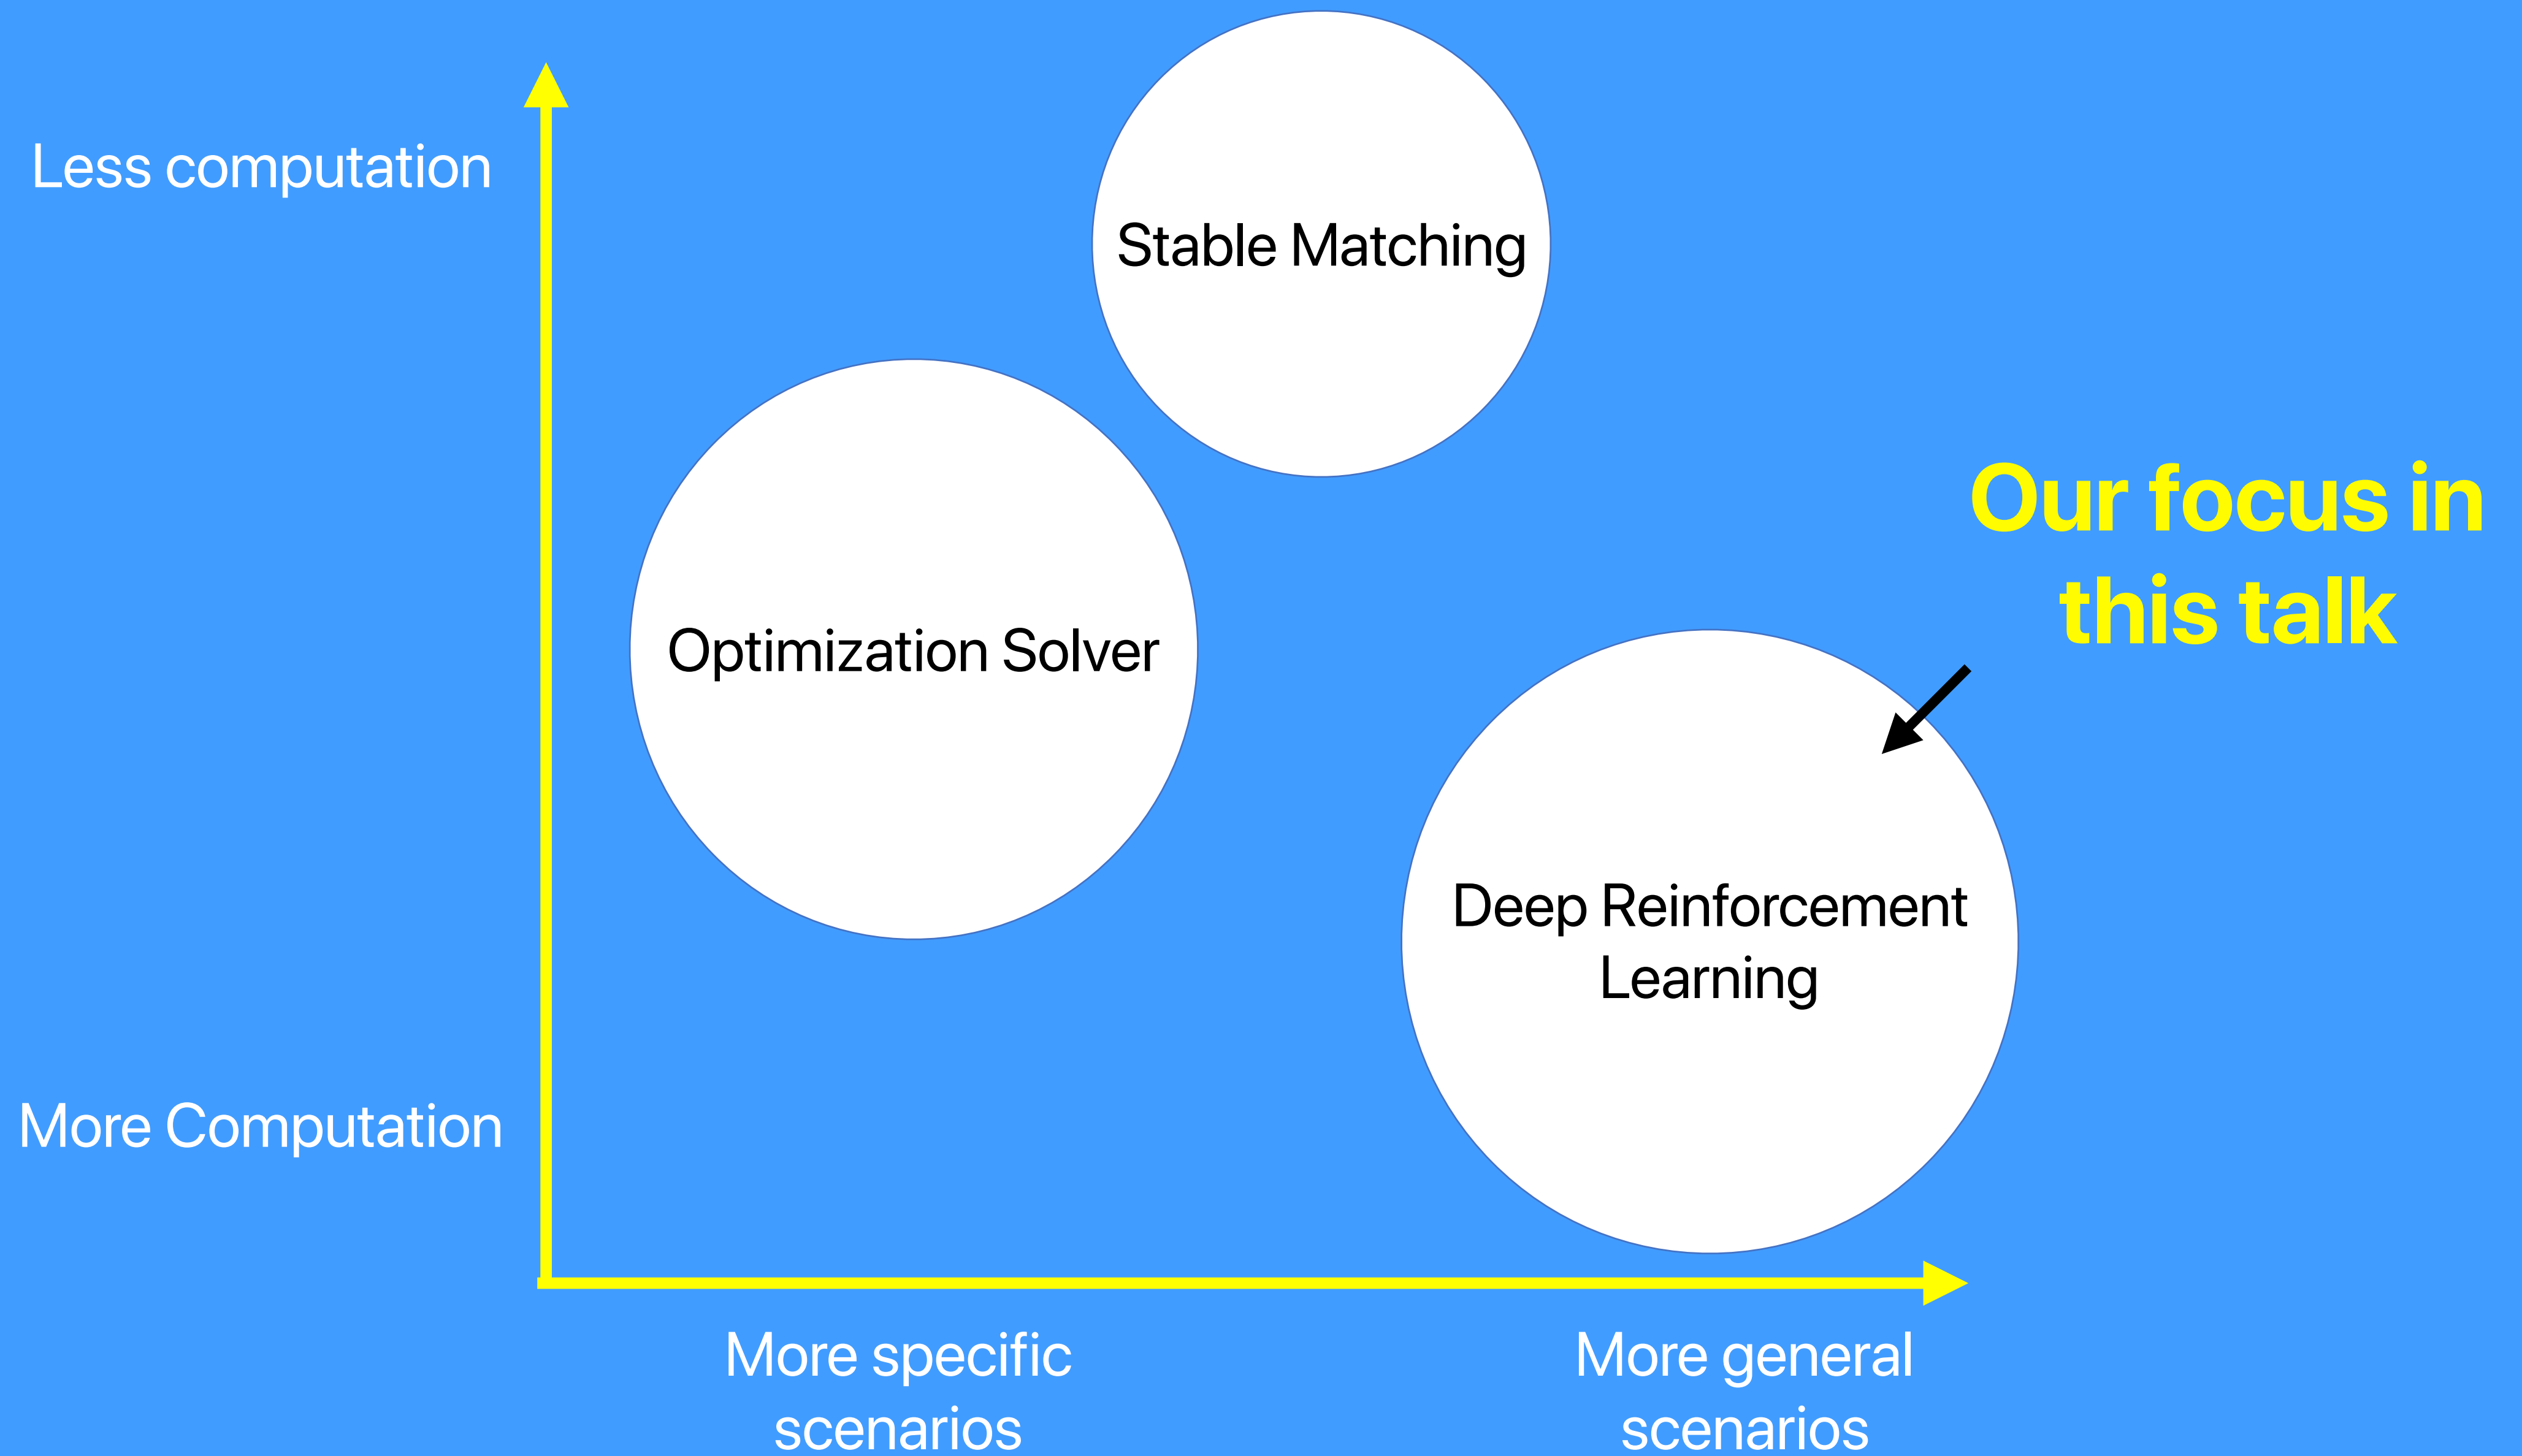 Less computation
Stable Matching
Our focus in
this talk
Optimization Solver
Deep Reinforcement
Learning
More Computation
More specific
scenarios
More general
scenarios